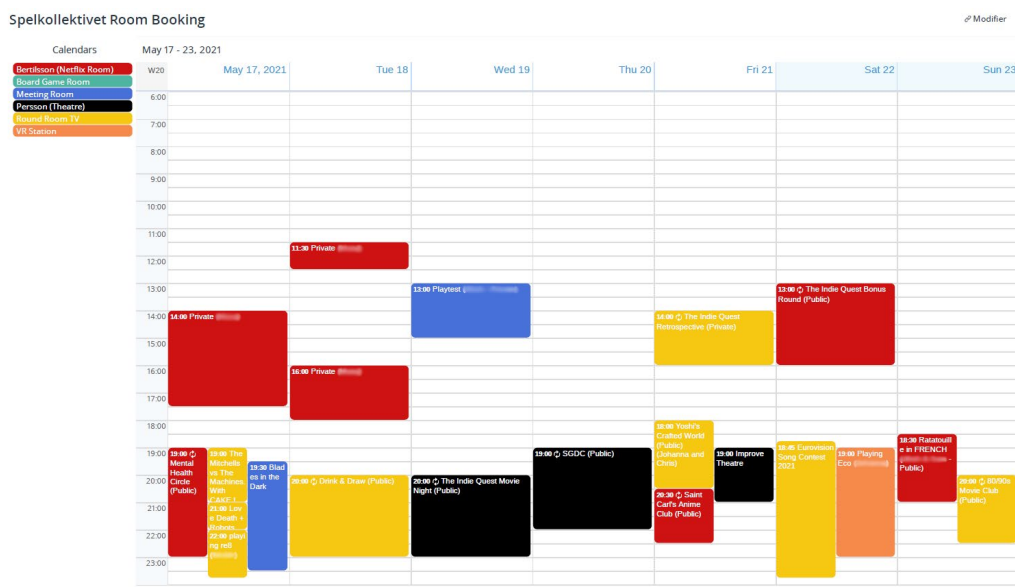 Spelkollektivet Room Booking
Modifier
Calendars
May 17 - 23, 2021
Bertilsson (Netflix Room)
Board Game Room
Meeting Room
Persson (Theatre)
Round Room TV
VR Station
W20
May 17, 2021
Tue 18
Wed 19
Thu 20
Fri 21
Sat 22
Sun 23
6:00
7:00
8:00
9:00
10:00
11:00
12:00
13:00
14:00
15:00
16:00
17:00
18:00
19:00
20:00
21:00
22:00
23:00
14:00 Private
19:00 Mental
Health
Circle
(Public)
19:00 The
Mitchells
vs The
Machines.
With
CAKE!...
21:00 Lov
e Death +
Robots...
22:00 playi
ng re8
19:30 Blad
es in the
Dark
11:30 Private
16:00 Private
20:00 Drink & Draw (Public)
13:00 Playtest
20:00 The Indie Quest Movie
Night (Public)
19:00 SGDC (Public)
14:00 The Indie Quest
Retrospective (Private)
18:00 Yoshi's
Crafted World
(Public)
(Johanna and
Chris)
19:00 Improve
Theatre
20:30 Saint
Carl's Anime
Club (Public)
13:00 The Indie Quest Bonus
Round (Public)
18:45 Eurovision
Song Contest
2021
19:00 Playing
Eco
18:30 Ratatouill
e in FRENCH
Public)
20:00 80/90s
Movie Club
(Public)